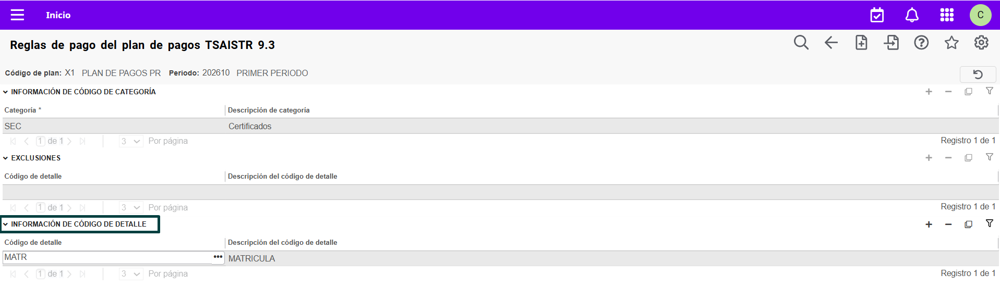 Inicio
C
Reglas de pago del plan de pagos TSAISTR 9.3
Código de plan: X1 PLAN DE PAGOS PR Periodo: 202610 PRIMER PERIODO
INFORMACIÓN DE CÓDIGO DE CATEGORÍA
Categoría * Descripción de categoría
SEC Certificados
1 de 1 3 Por página Registro 1 de 1
EXCLUSIONES
Código de detalle Descripción del código de detalle
1 de 1 3 Por página Registro 1 de 1
INFORMACIÓN DE CÓDIGO DE DETALLE
Código de detalle Descripción del código de detalle
MATR ••• MATRICULA
1 de 1 3 Por página Registro 1 de 1